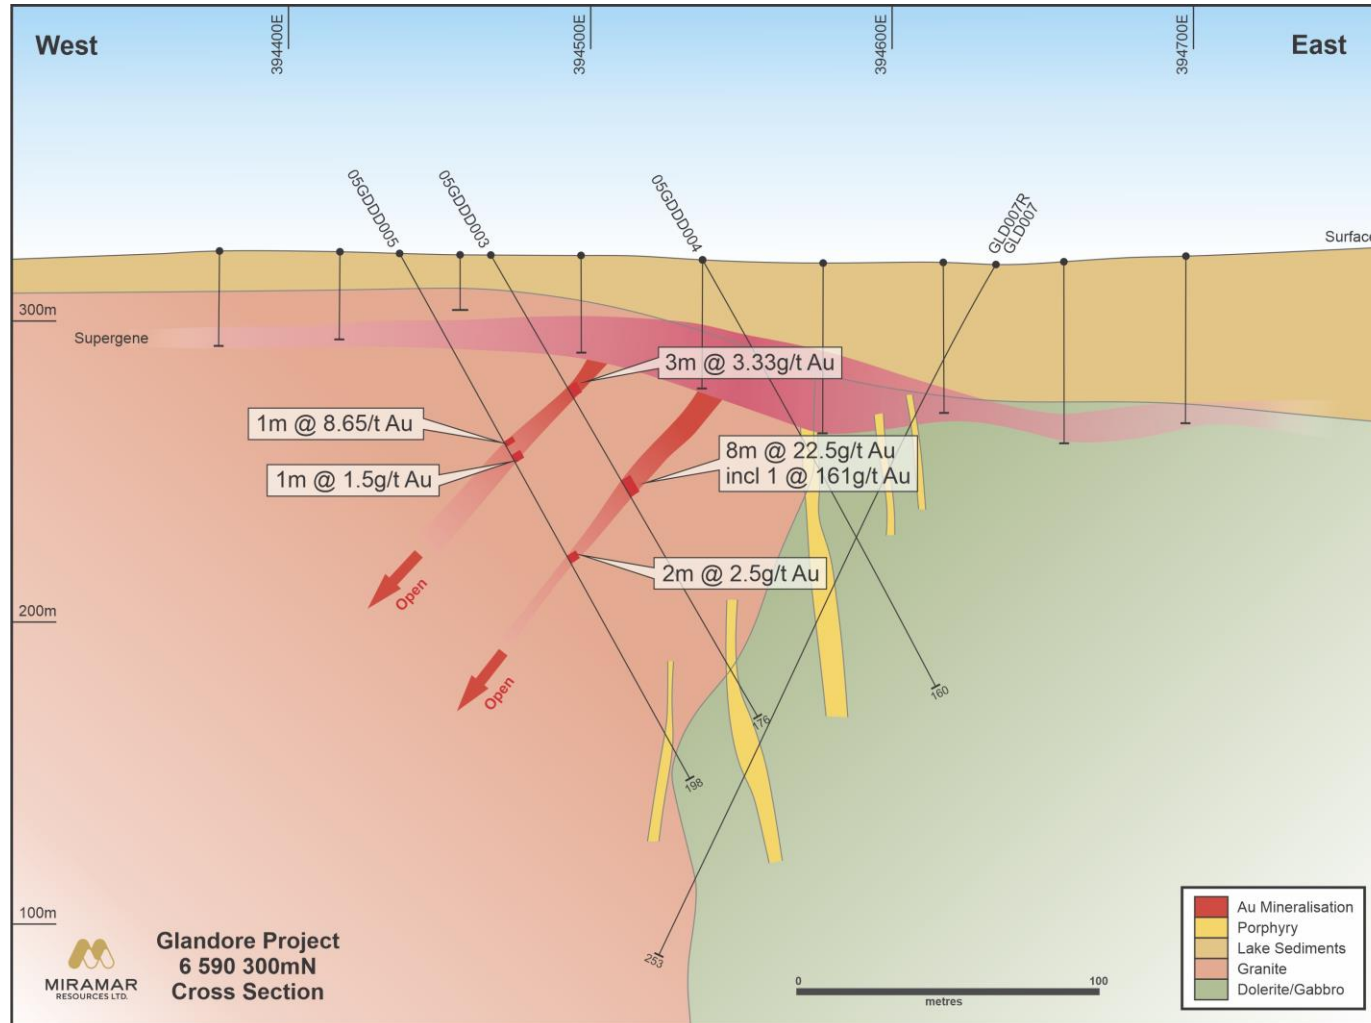 West
394400E
394500E
394600E
394700E
East
05GDDD005
05GDDD003
05GDDD004
GLD007R
GLD007
Surface
300m
Supergene
3m @ 3.33g/t Au
1m @ 8.65/t Au
1m @ 1.5g/t Au
8m @ 22.5g/t Au
incl 1 @ 161g/t Au
2m @ 2.5g/t Au
Open
200m
Open
160
176
198
253
100m
MIRAMAR
RESOURCES LTD.
Glandore Project
6 590 300mN
Cross Section
0
100
metres
Au Mineralisation
Porphyry
Lake Sediments
Granite
Dolerite/Gabbro